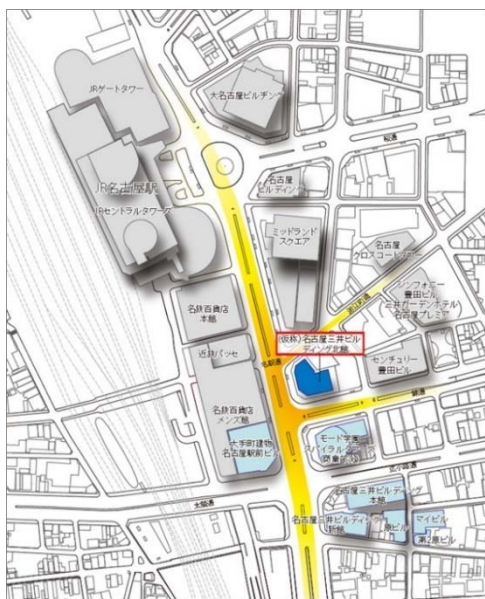 JRゲートタワー
大名古屋ビルヂング
桜通
JR名古屋駅
JRセントラルタワーズ
名古屋
ビルディング
ミッドランド
スクエア
名古屋
クロスコートタワー
シンフォニー
豊田ビル
三井ガーデンホテル
名古屋プレミア
名鉄百貨店
本館
近鉄パッセ
名駅通
(仮称)名古屋三井ビル
ディング北館
センチュリー
豊田ビル
錦通
名鉄百貨店
メンズ館
大手町建物
名古屋駅前ビル
モード学園
スパイラルタワーズ
太閤通
名古屋三井ビルディング
本館
名古屋三井ビルディング
新館
マイビル
第2原ビル